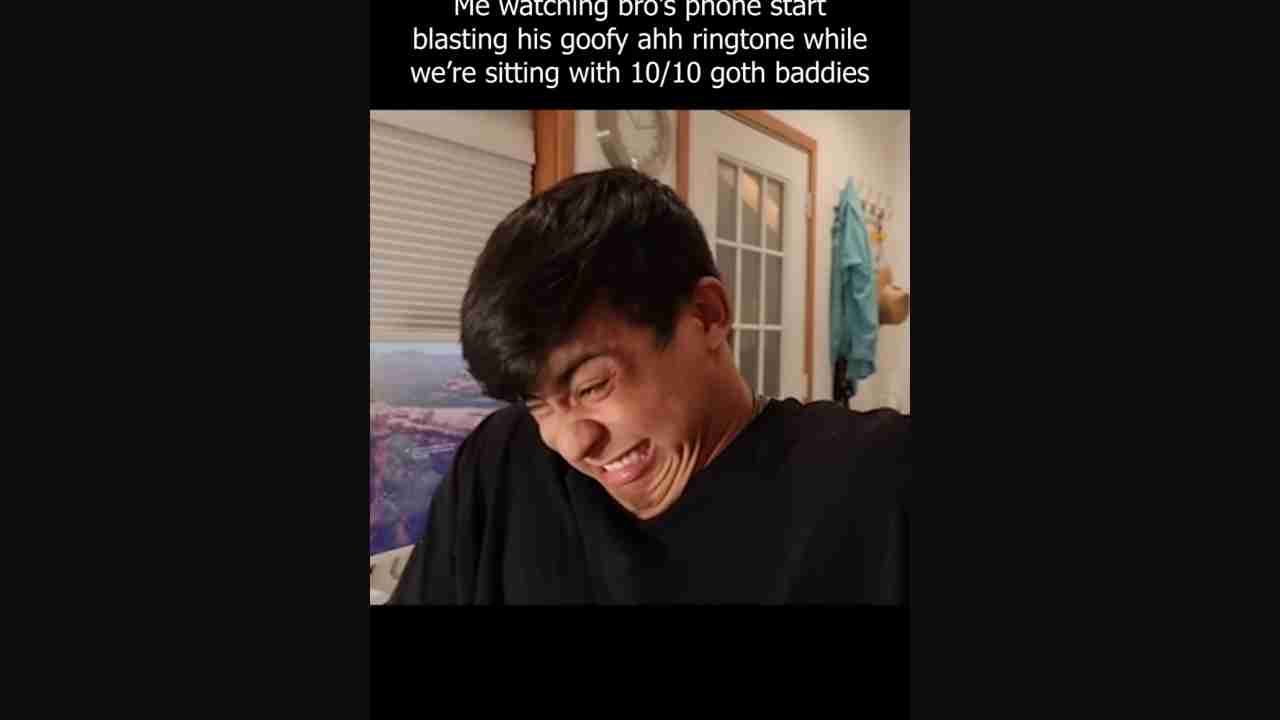 Me watching bro's phone start
blasting his goofy ahh ringtone while
we're sitting with 10/10 goth baddies